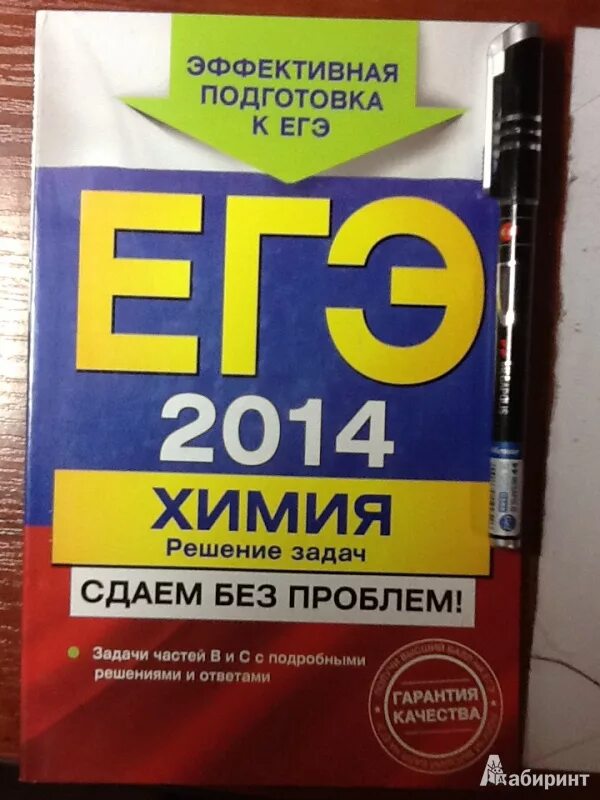 ЭФФЕКТИВНАЯ
ПОДГОТОВКА
К ЕГЭ
ЕГЭ
2014
ХИМИЯ
Решение задач
СДАЕМ БЕЗ ПРОБЛЕМ!
Задачи частей В и С с подробными
решениями и ответами
ГАРАНТИЯ
КАЧЕСТВА
Лабиринт